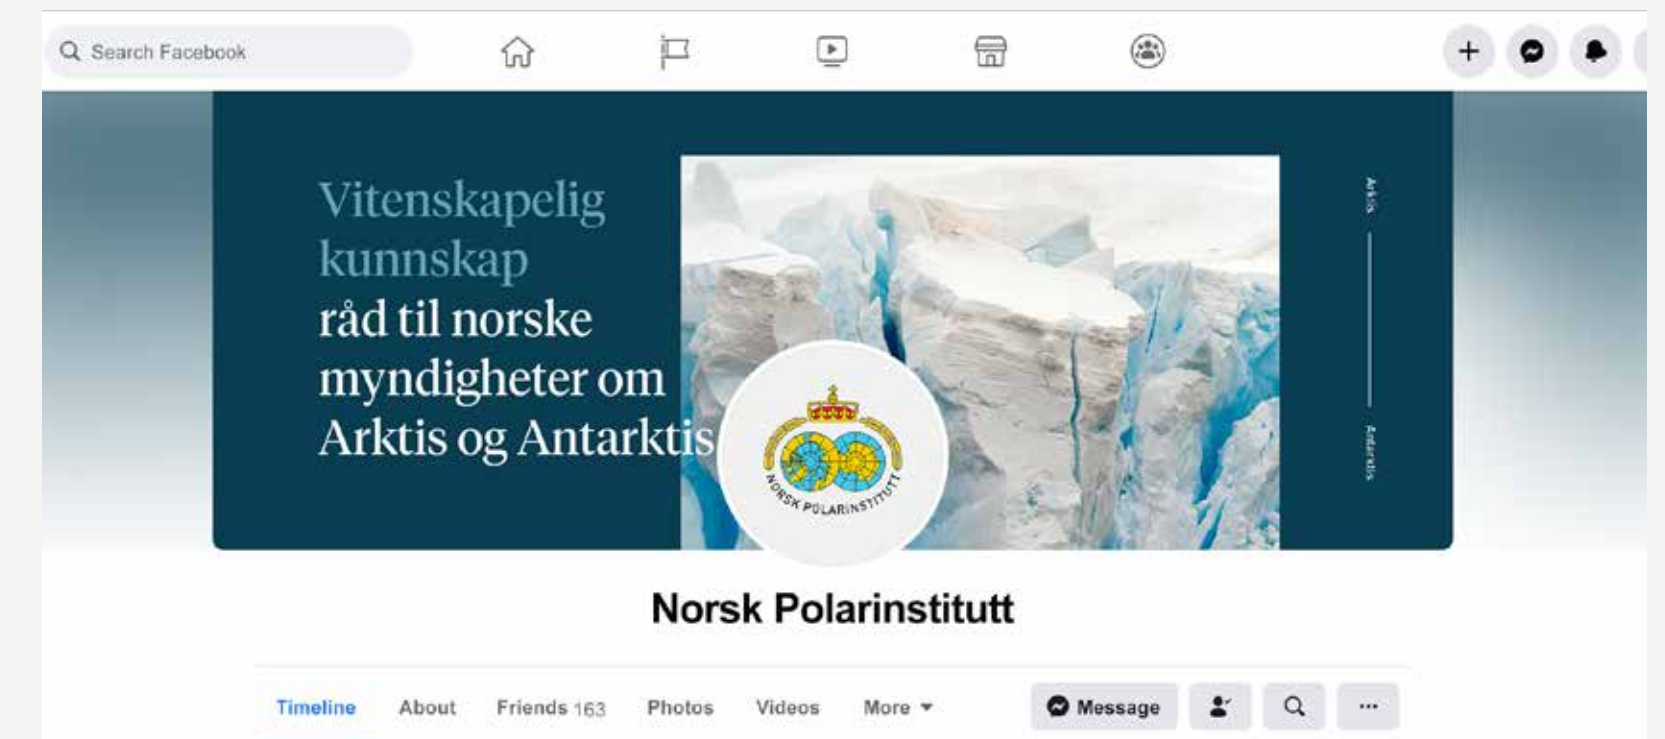 Search Facebook
Vitenskapelig
kunnskap
råd til norske
myndigheter om
Arktis og Antarktis
Arktis
Antarktis
NORSK POLARINSTITUTT
Norsk Polarinstitutt
Timeline About Friends 163 Photos Videos More Message